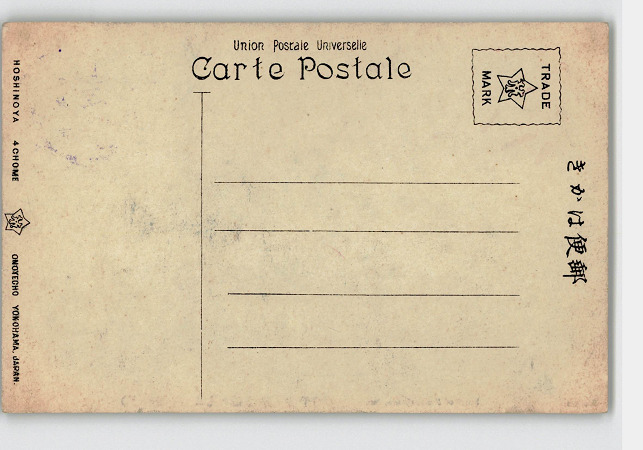 Union Postale Universelle
Carte Postale
TRADE
MARK
きかは便郵
HOSHINOYA 4 CHOME
ONOYECHO YOKOHAMA, JAPAN.